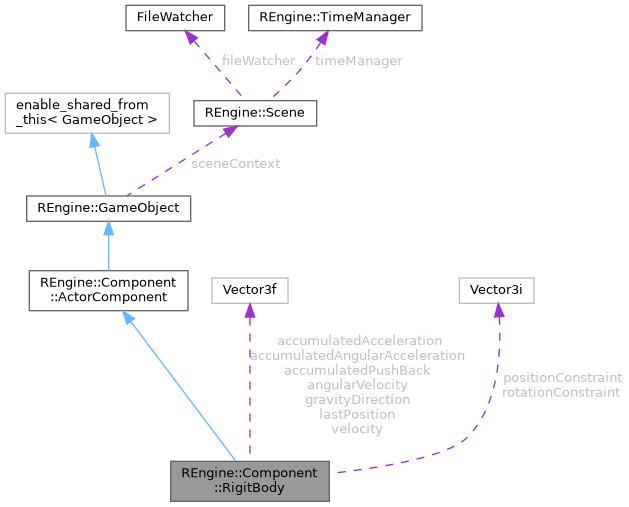 FileWatcher
REngine::TimeManager
fileWatcher
timeManager
enable_shared_from
_this< GameObject >
REngine::Scene
sceneContext
REngine::GameObject
REngine::Component
::ActorComponent
Vector3f
Vector3i
accumulatedAcceleration
accumulatedAngularAcceleration
accumulatedPushBack
angularVelocity
gravityDirection
lastPosition
velocity
positionConstraint
rotationConstraint
REngine::Component
::RigitBody